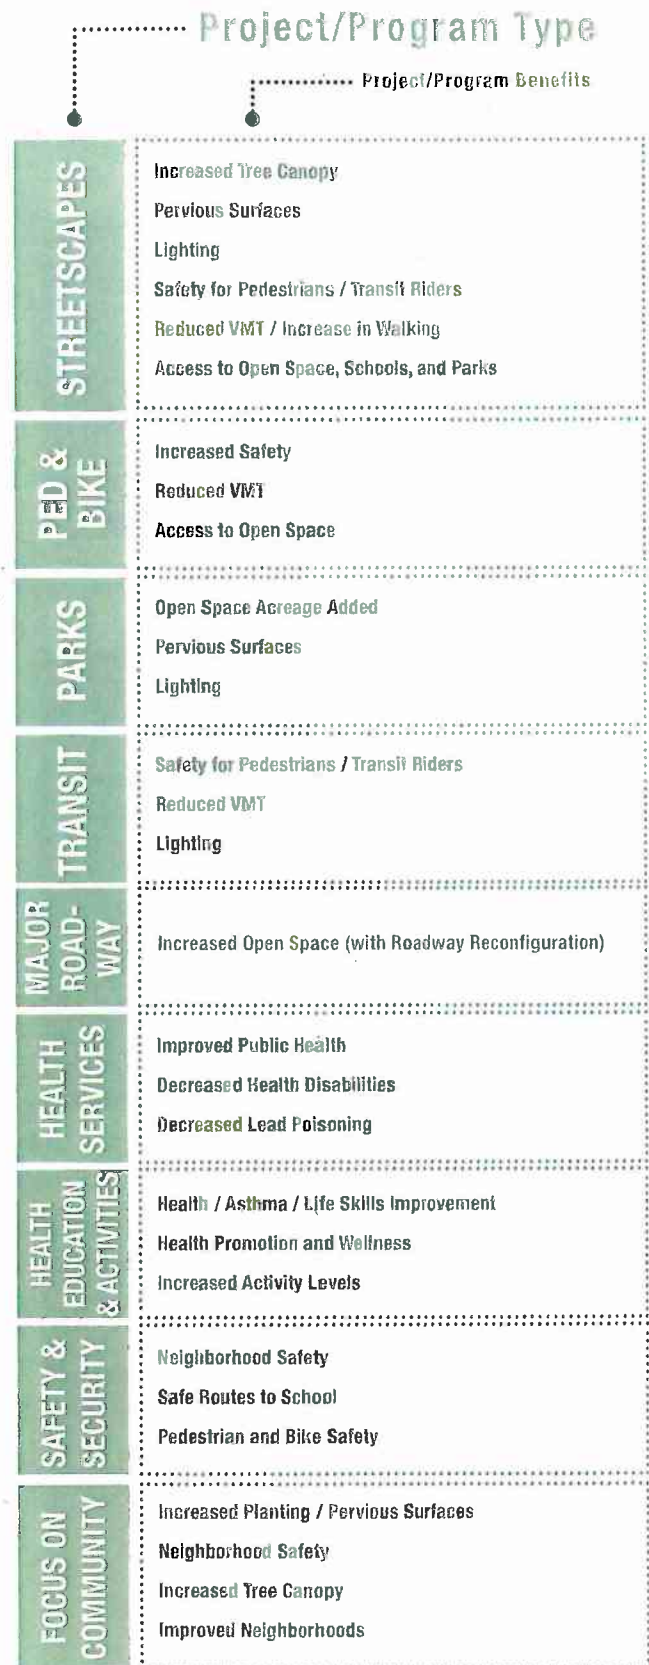 Project/Program Type
Project/Program Benefits
STREETSCAPES
Increased Tree Canopy
Pervious Surfaces
Lighting
Safety for Pedestrians / Transit Riders
Reduced VMT / Increase in Walking
Access to Open Space, Schools, and Parks
PED &
BIKE
Increased Safety
Reduced VMT
Access to Open Space
PARKS
Open Space Acreage Added
Pervious Surfaces
Lighting
TRANSIT
Safety for Pedestrians / Transit Riders
Reduced VMT
Lighting
MAJOR
ROAD-
WAY
Increased Open Space (with Roadway Reconfiguration)
HEALTH
SERVICES
Improved Public Health
Decreased Health Disabilities
Decreased Lead Poisoning
HEALTH
EDUCATION
& ACTIVITIES
Health / Asthma / Life Skills Improvement
Health Promotion and Wellness
Increased Activity Levels
SAFETY &
SECURITY
Neighborhood Safety
Safe Routes to School
Pedestrian and Bike Safety
FOCUS ON
COMMUNITY
Increased Planting / Pervious Surfaces
Neighborhood Safety
Increased Tree Canopy
Improved Neighborhoods